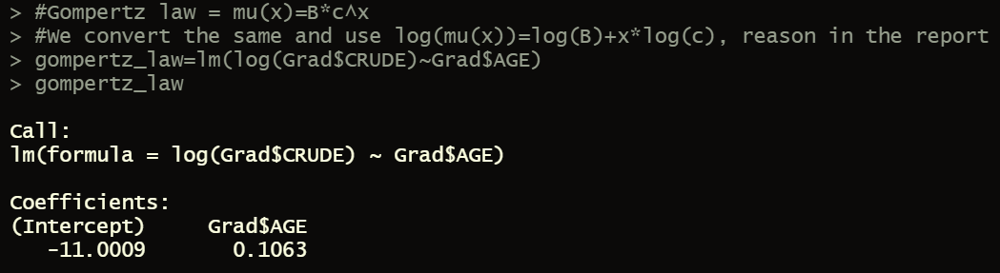 > #Gompertz law = mu(x)=B*c^x
> #We convert the same and use log(mu(x))=log(B)+x*log(c), reason in the report
> gompertz_law=lm(log(Grad$CRUDE)~Grad$AGE)
> gompertz_law
Call:
lm(formula = log(Grad$CRUDE) ~ Grad$AGE)
Coefficients:
(Intercept)     Grad$AGE
   -11.0009       0.1063